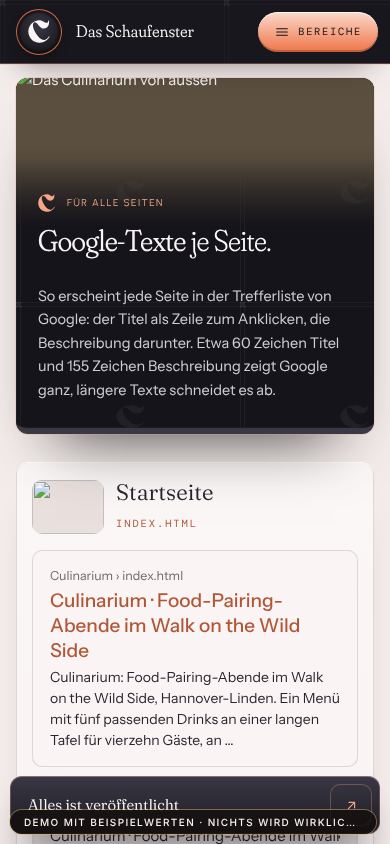 Das Schaufenster
BEREICHE
Das Culinarium von aussen
FÜR ALLE SEITEN
Google-Texte je Seite.
So erscheint jede Seite in der Trefferliste von
Google: der Titel als Zeile zum Anklicken, die
Beschreibung darunter. Etwa 60 Zeichen Titel
und 155 Zeichen Beschreibung zeigt Google
ganz, längere Texte schneidet es ab.
Startseite
INDEX.HTML
Culinarium › index.html
Culinarium · Food-Pairing-
Abende im Walk on the Wild
Side
Culinarium: Food-Pairing-Abende im Walk
on the Wild Side, Hannover-Linden. Ein Menü
mit fünf passenden Drinks an einer langen
Tafel für vierzehn Gäste, an ...
Alles ist veröffentlicht
DEMO MIT BEISPIELWERTEN · NICHTS WIRD WIRKLIC...